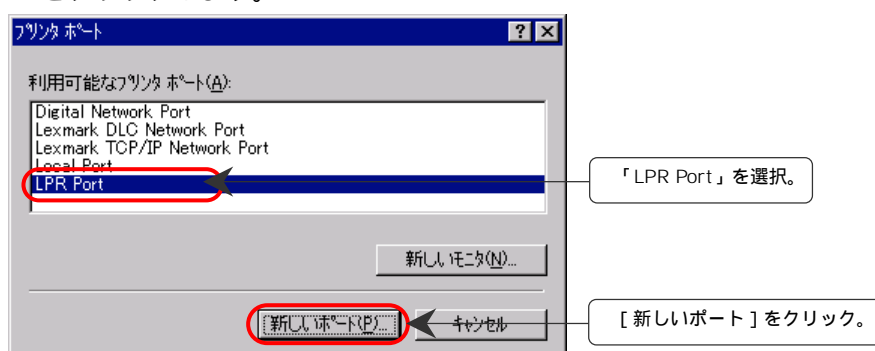 プリンタ ポート
利用可能なプリンタ ポート(A):
Digital Network Port
Lexmark DLC Network Port
Lexmark TCP/IP Network Port
Local Port
LPR Port
「LPR Port」を選択。
新しいモニタ(N)...
新しいポート(P)...
キャンセル
[新しいポート]をクリック。